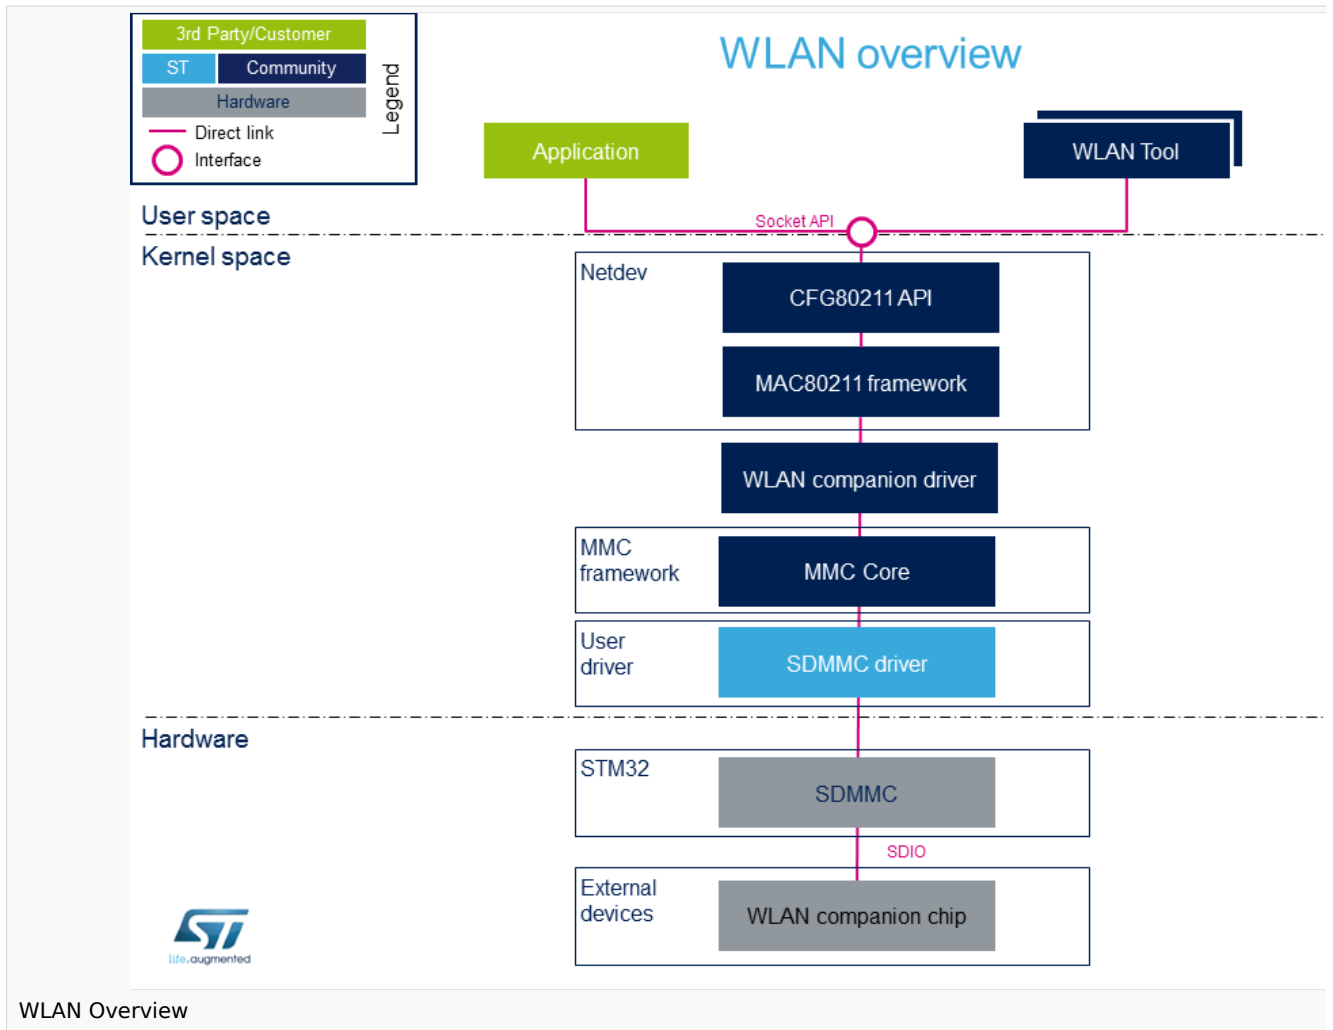 3rd Party/Customer
ST
Community
Hardware
Direct link
Interface
Legend
WLAN overview
Application
WLAN Tool
User space
Socket API
Kernel space
Netdev
CFG80211 API
MAC80211 framework
WLAN companion driver
MMC
framework
MMC Core
User
driver
SDMMC driver
Hardware
STM32
SDMMC
SDIO
External
devices
WLAN companion chip
ST
life.augmented
WLAN Overview